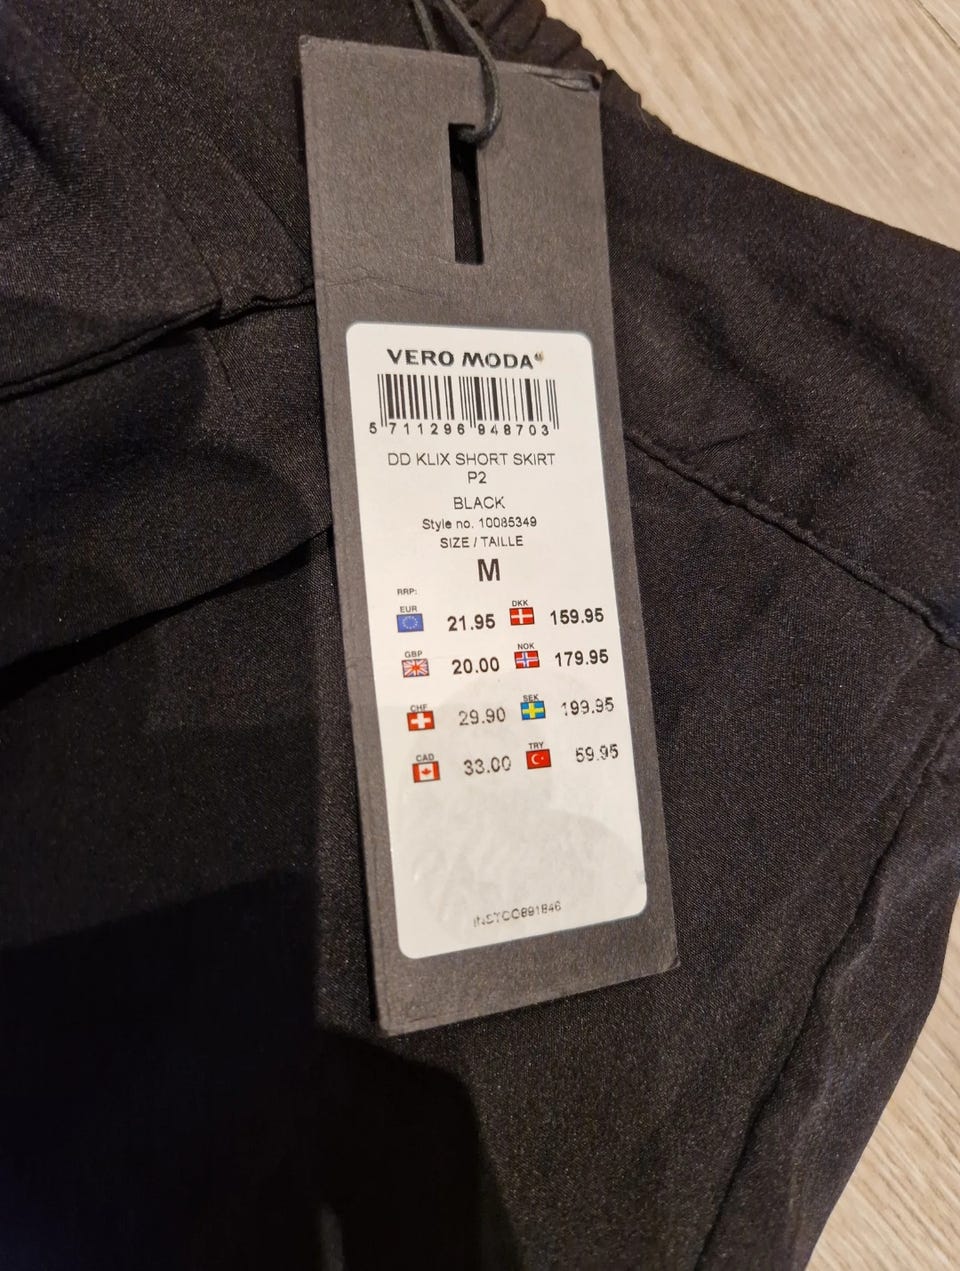 VERO MODA
5 711296 948703
DD KLIX SHORT SKIRT
P2
BLACK
Style no. 10085349
SIZE / TAILLE
M
RRP:
EUR 21.95 DKK 159.95
GBP 20.00 NOK 179.95
CHF 29.90 SEK 199.95
CAD 33.00 TRY 59.95